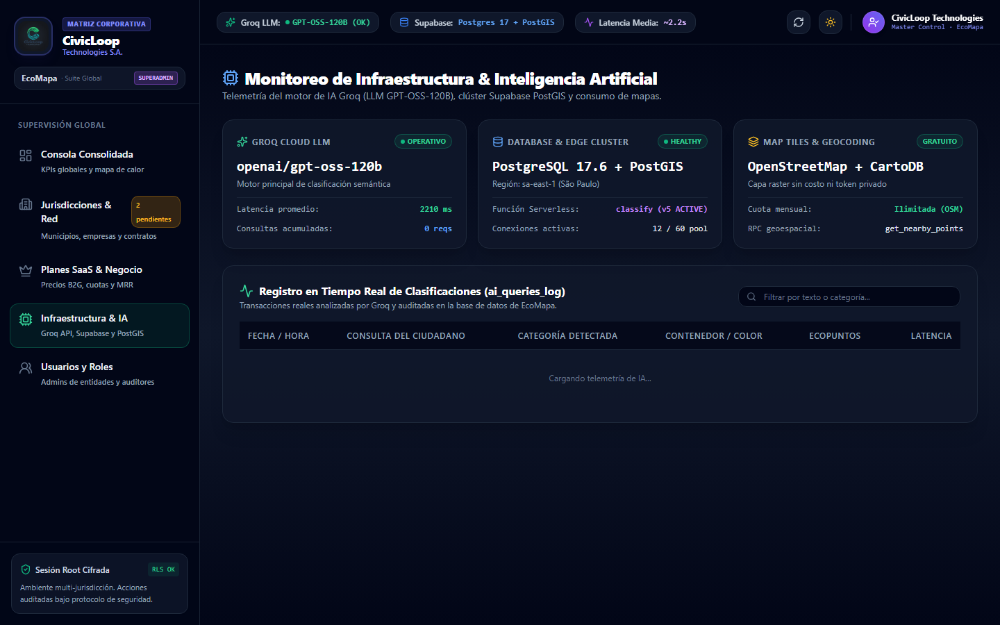 MATRIZ CORPORATIVA
CivicLoop
Technologies S.A.
EcoMapa · Suite Global SUPERADMIN
SUPERVISIÓN GLOBAL
Consola Consolidada
KPIs globales y mapa de calor
Jurisdicciones & Red
2 pendientes
Municipios, empresas y contratos
Planes SaaS & Negocio
Precios B2G, cuotas y MRR
Infraestructura & IA
Groq API, Supabase y PostGIS
Usuarios y Roles
Admins de entidades y auditores
Sesión Root Cifrada RLS OK
Ambiente multi-jurisdicción. Acciones
auditadas bajo protocolo de seguridad.
Groq LLM: GPT-OSS-120B (OK) Supabase: Postgres 17 + PostGIS Latencia Media: ~2.2s
CivicLoop Technologies
Master Control · EcoMapa
Monitoreo de Infraestructura & Inteligencia Artificial
Telemetría del motor de IA Groq (LLM GPT-OSS-120B), clúster Supabase PostGIS y consumo de mapas.
GROQ CLOUD LLM OPERATIVO
openai/gpt-oss-120b
Motor principal de clasificación semántica
Latencia promedio: 2210 ms
Consultas acumuladas: 0 reqs
DATABASE & EDGE CLUSTER HEALTHY
PostgreSQL 17.6 + PostGIS
Región: sa-east-1 (São Paulo)
Función Serverless: classify (v5 ACTIVE)
Conexiones activas: 12 / 60 pool
MAP TILES & GEOCODING GRATUITO
OpenStreetMap + CartoDB
Capa raster sin costo ni token privado
Cuota mensual: Ilimitada (OSM)
RPC geoespacial: get_nearby_points
Registro en Tiempo Real de Clasificaciones (ai_queries_log)
Transacciones reales analizadas por Groq y auditadas en la base de datos de EcoMapa.
Filtrar por texto o categoría...
FECHA / HORA CONSULTA DEL CIUDADANO CATEGORÍA DETECTADA CONTENEDOR / COLOR ECOPUNTOS LATENCIA
Cargando telemetría de IA...